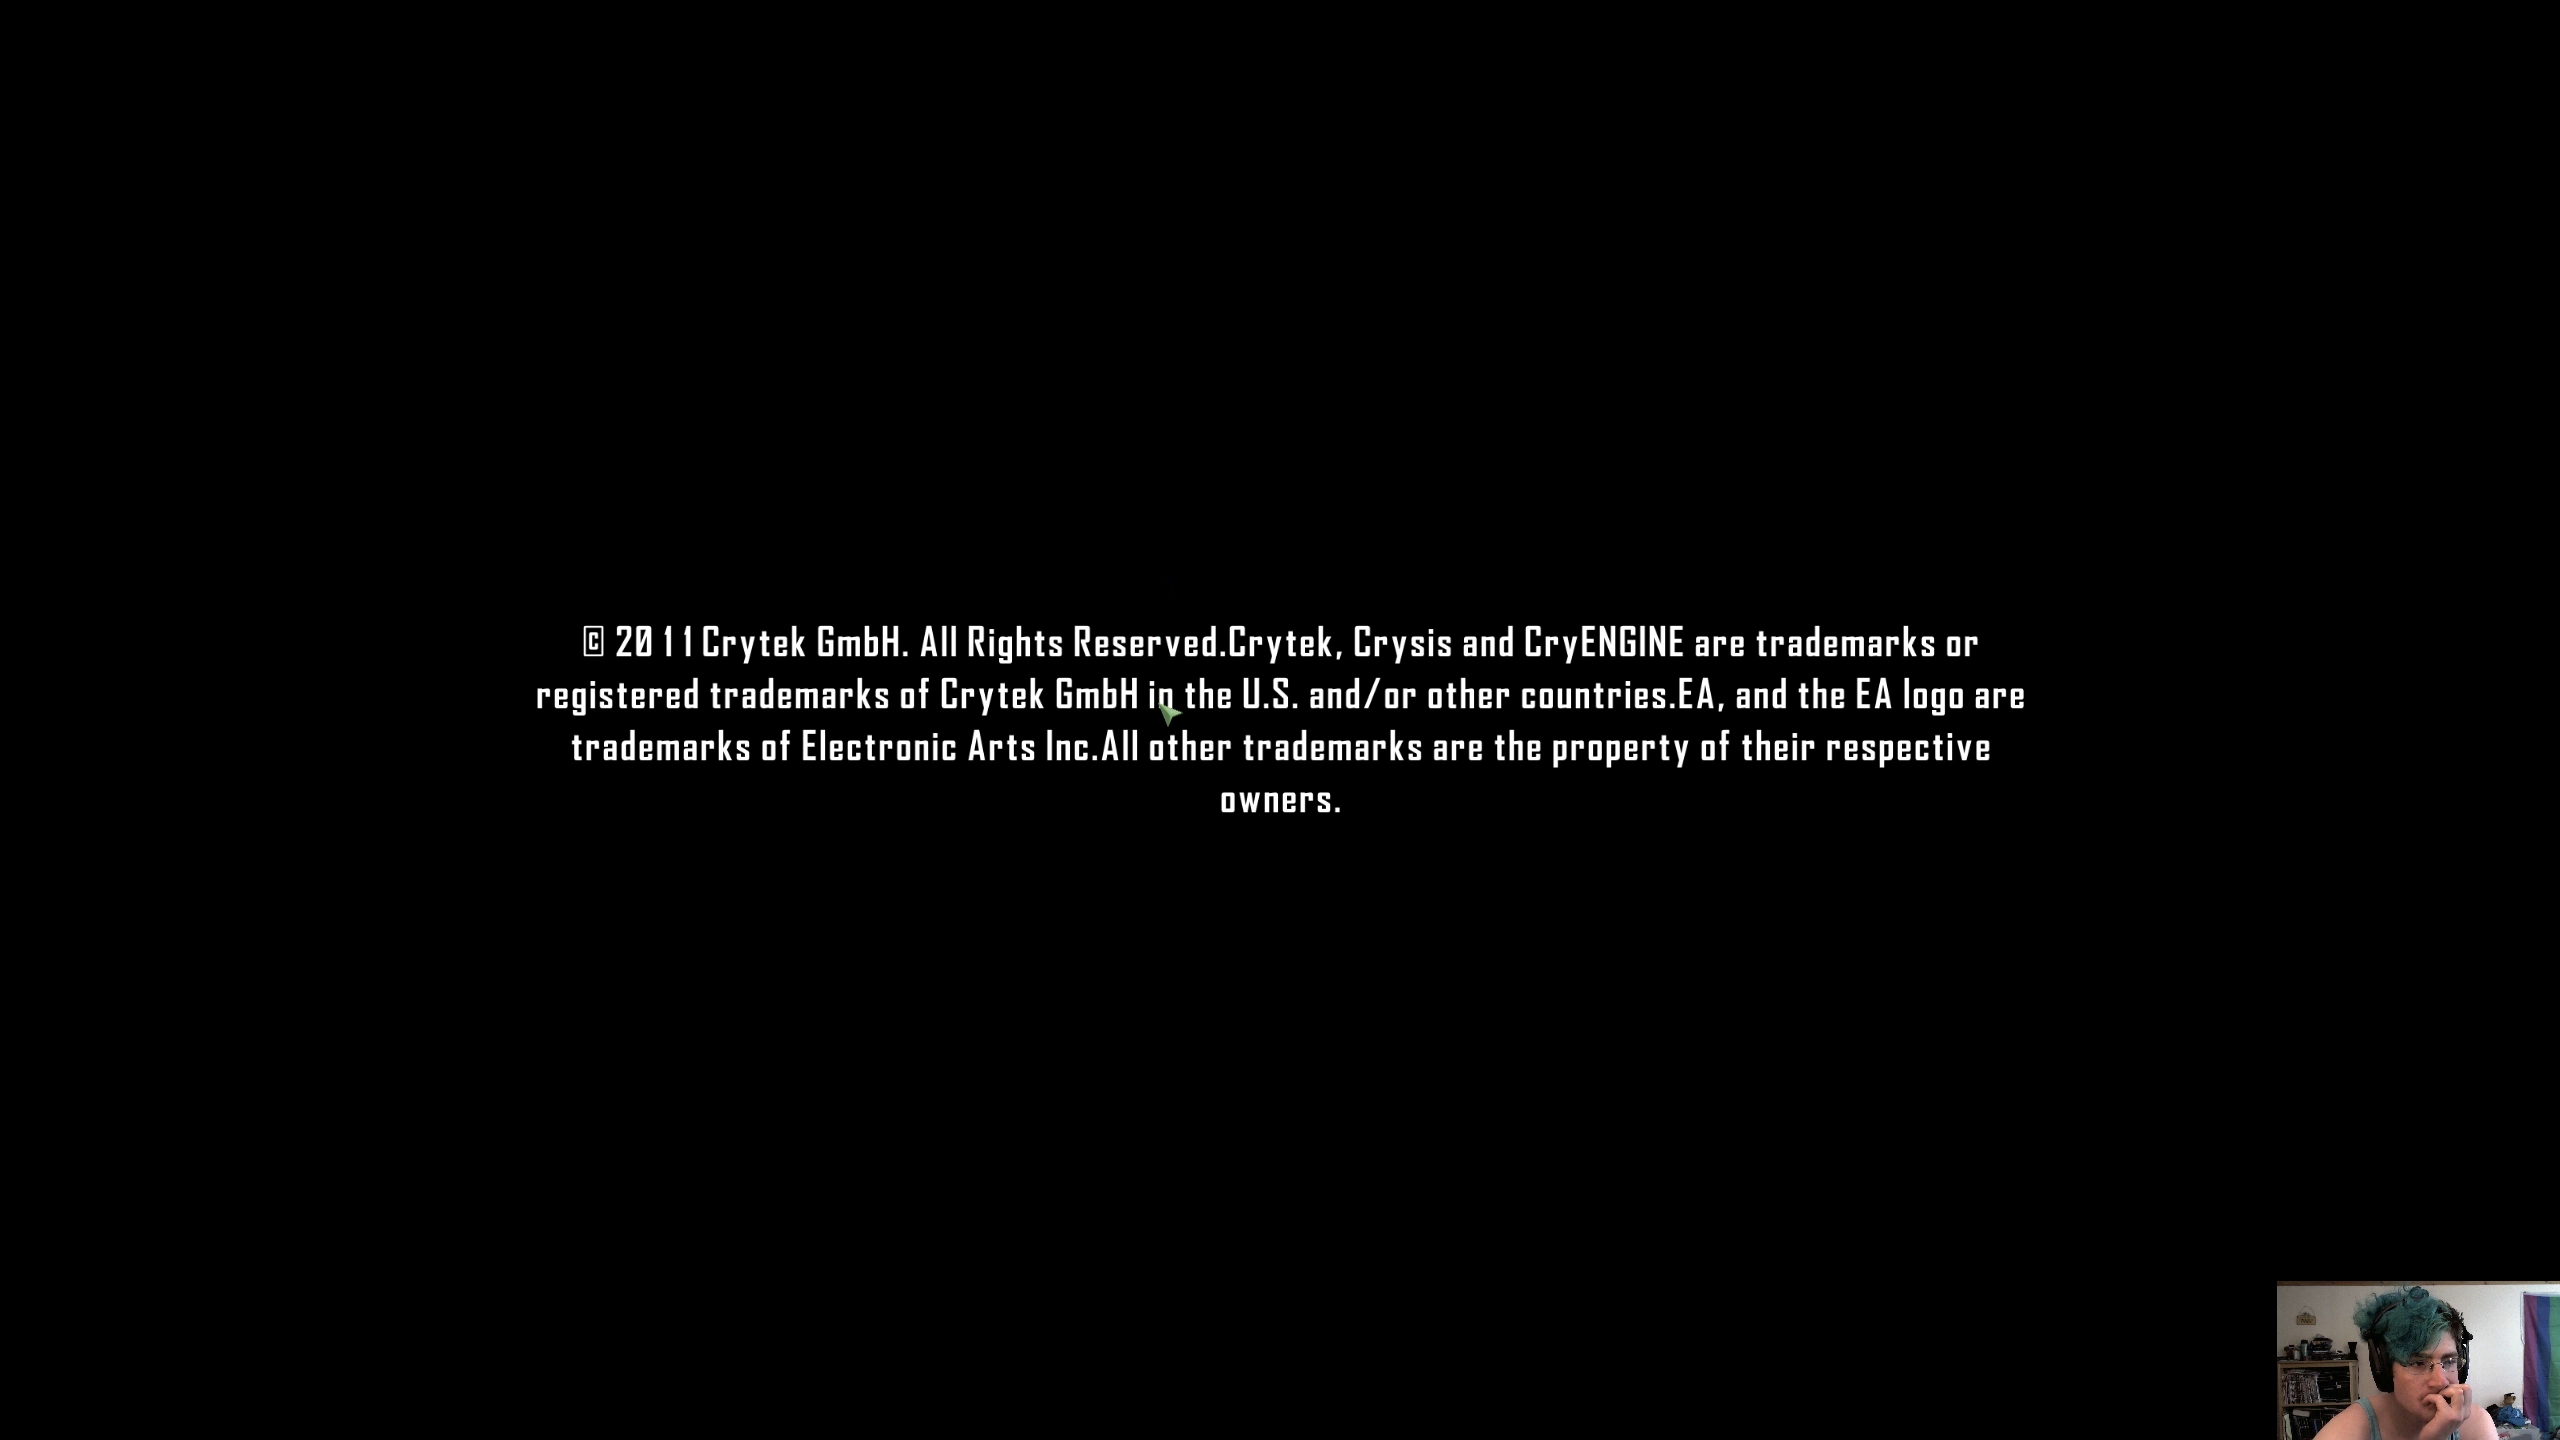 © 2011 Crytek GmbH. All Rights Reserved.Crytek, Crysis and CryENGINE are trademarks or
registered trademarks of Crytek GmbH in the U.S. and/or other countries.EA, and the EA logo are
trademarks of Electronic Arts Inc.All other trademarks are the property of their respective
owners.